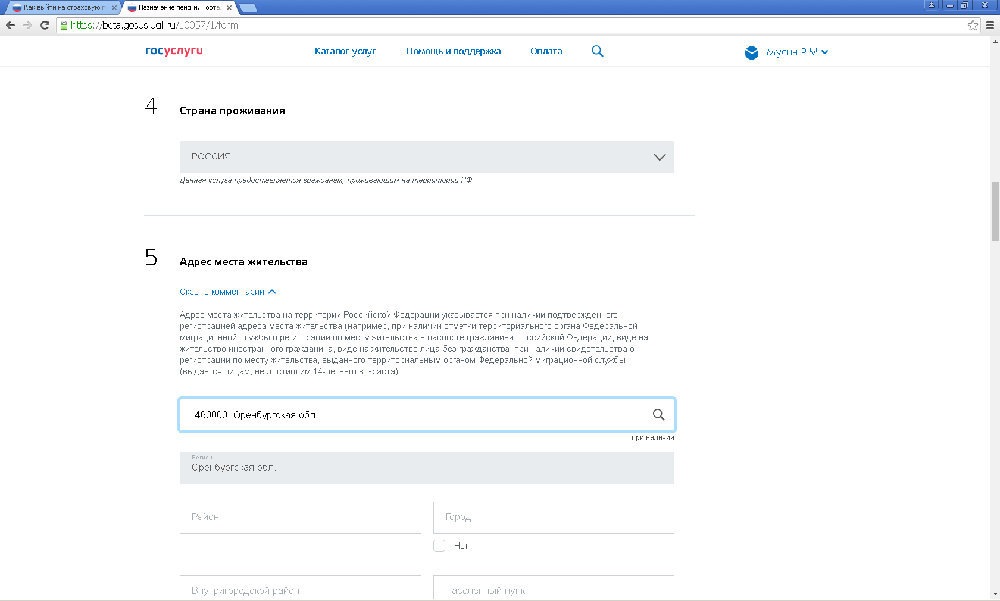 Как выйти на страховую п
Назначение пенсии. Порта
https://beta.gosuslugi.ru/10057/1/form
госуслуги
Каталог услуг
Помощь и поддержка
Оплата
Мусин Р.М.
4
Страна проживания
РОССИЯ
Данная услуга предоставляется гражданам, проживающим на территории РФ
5
Адрес места жительства
Скрыть комментарий
Адрес места жительства на территории Российской Федерации указывается при наличии подтвержденного
регистрацией адреса места жительства (например, при наличии отметки территориального органа Федеральной
миграционной службы о регистрации по месту жительства в паспорте гражданина Российской Федерации, виде на
жительство иностранного гражданина, виде на жительство лица без гражданства, при наличии свидетельства о
регистрации по месту жительства, выданного территориальным органом Федеральной миграционной службы
(выдается лицам, не достигшим 14-летнего возраста)
.460000, Оренбургская обл.,
при наличии
Регион
Оренбургская обл.
Район
Город
Нет
Внутригородской район
Населенный пункт